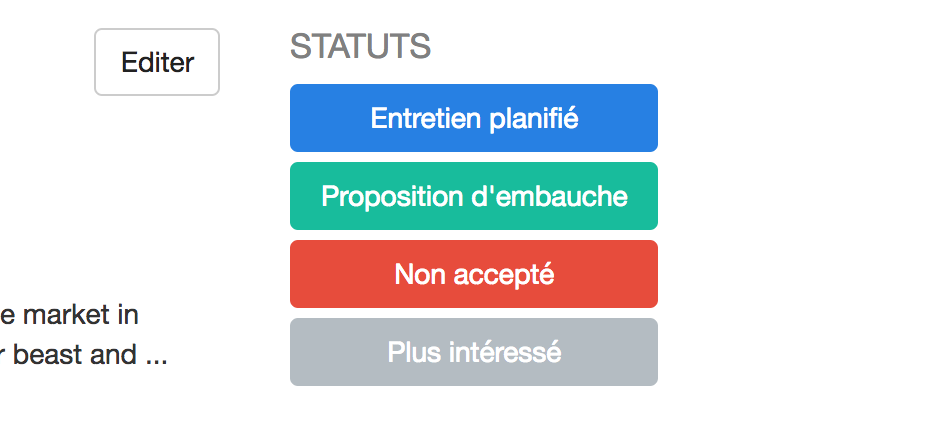 Editer
STATUTS
Entretien planifié
Proposition d'embauche
Non accepté
Plus intéressé
e market in
r beast and ...